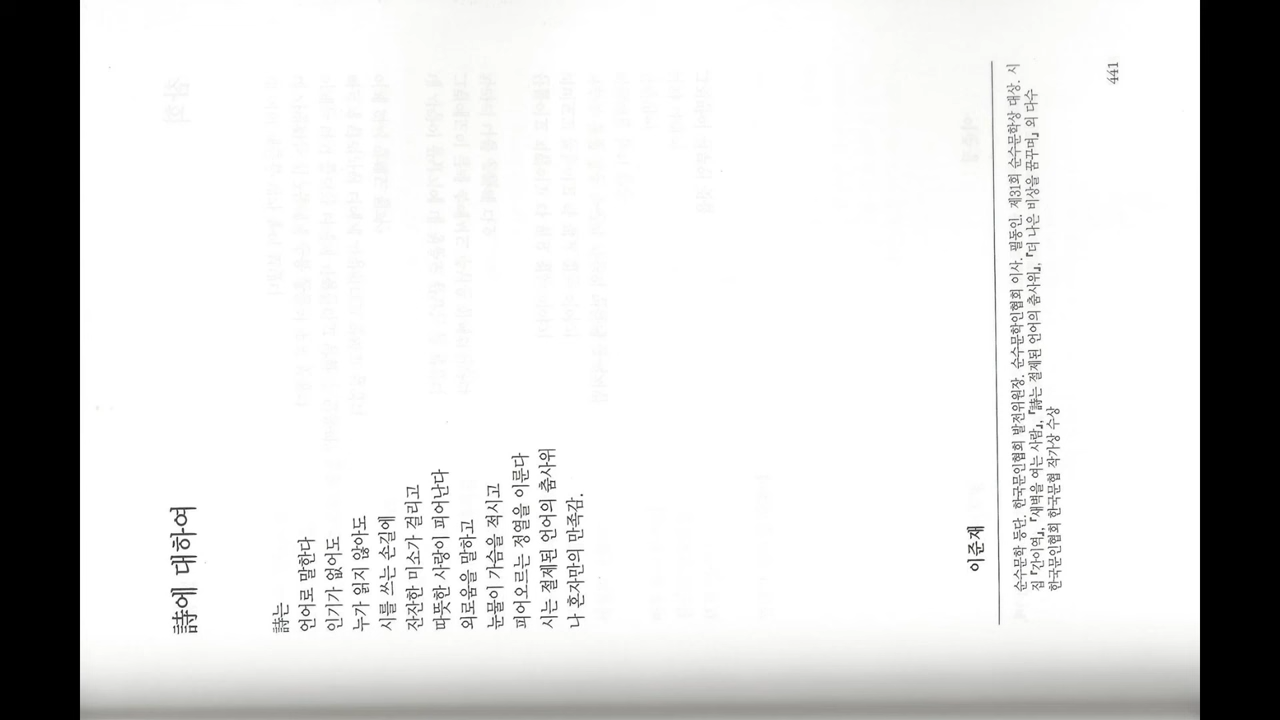 詩에 대하여
詩는
언어로 말한다
인기가 없어도
누가 읽지 않아도
시를 쓰는 손길에
잔잔한 미소가 걸리고
따뜻한 사랑이 피어난다
외로움을 말하고
눈물이 가슴을 적시고
피어오르는 정열을 이룬다
시는 절제된 언어의 춤사위
나 혼자만의 만족감.
이준재
순수문학 등단. 한국문인협회 발전위원장. 순수문학인협회 이사. 필동인. 제31회 순수문학상 대상. 시
집 『간이역』, 『새벽을 여는 사람』, 『詩는 절제된 언어의 춤사위』, 『더 나은 비상을 꿈꾸며』 외 다수
한국문인협회 한국문협 작가상 수상
441